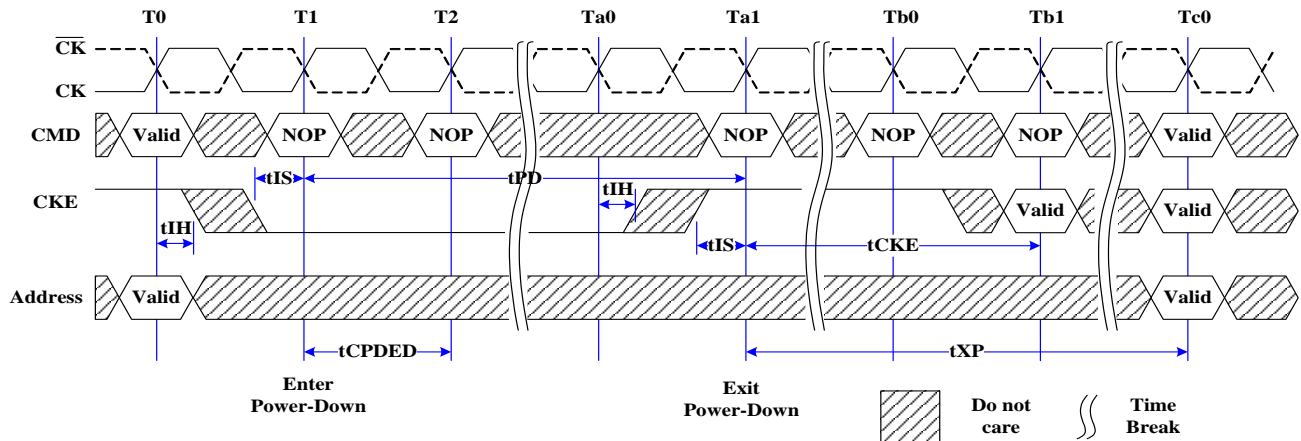 T0 T1 T2 Ta0 Ta1 Tb0 Tb1 Tc0
CK
CK
CMD Valid NOP NOP NOP NOP NOP Valid
tIS tPD tIH
CKE Valid Valid
tIH tIS tCKE
Address Valid Valid
tCPDED tXP
Enter
Power-Down
Exit
Power-Down
Do not
care
Time
Break